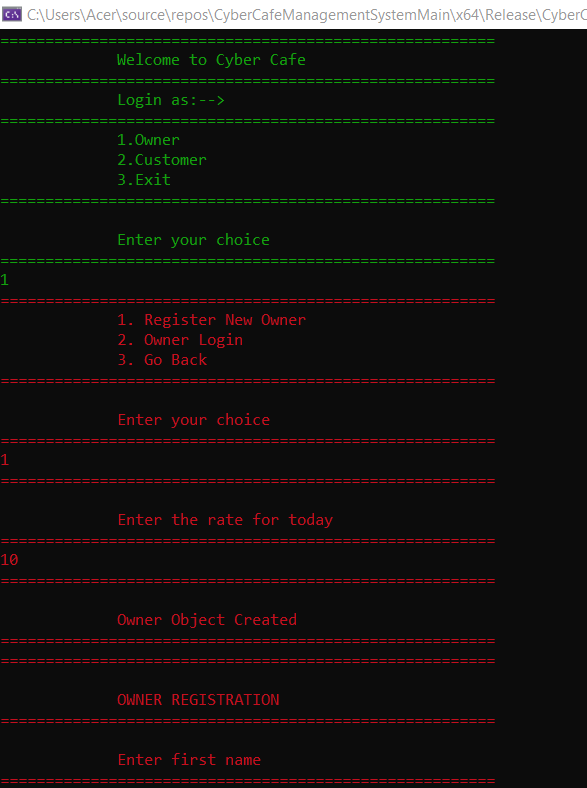 C:\Users\Acer\source\repos\CyberCafeManagementSystemMain\x64\Release\CyberC
=======================================================
Welcome to Cyber Cafe
=======================================================
Login as:-->
=======================================================
1.Owner
2.Customer
3.Exit
=======================================================
Enter your choice
=======================================================
1
=======================================================
1. Register New Owner
2. Owner Login
3. Go Back
=======================================================
Enter your choice
=======================================================
1
=======================================================
Enter the rate for today
=======================================================
10
=======================================================
Owner Object Created
=======================================================
=======================================================
OWNER REGISTRATION
=======================================================
Enter first name
=======================================================